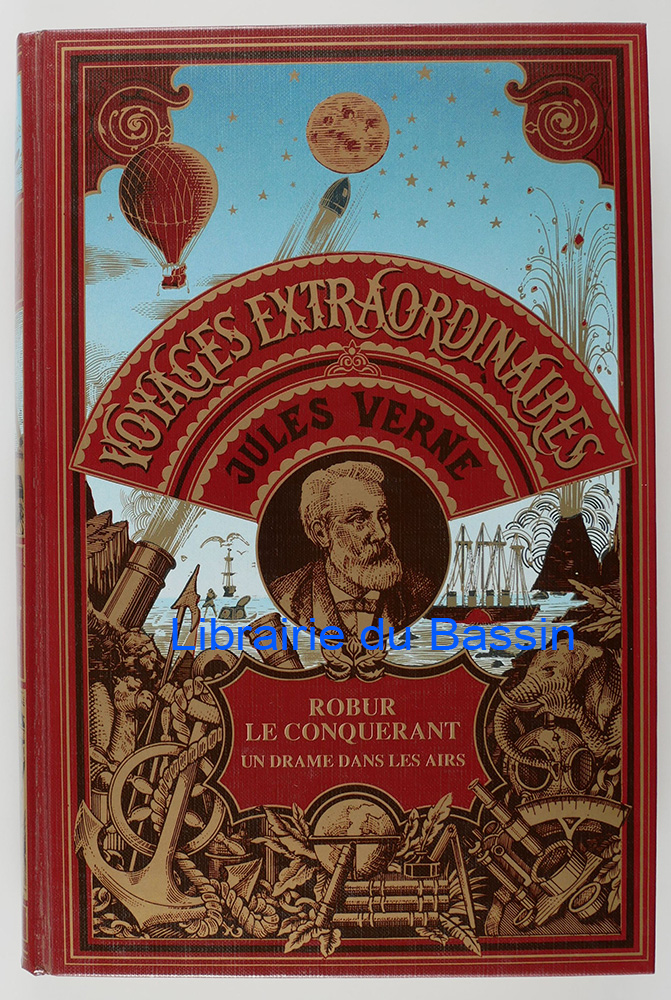 VOYAGES EXTRAORDINAIRES
JULES VERNE
Librairie du Bassin
ROBUR
LE CONQUERANT
UN DRAME DANS LES AIRS